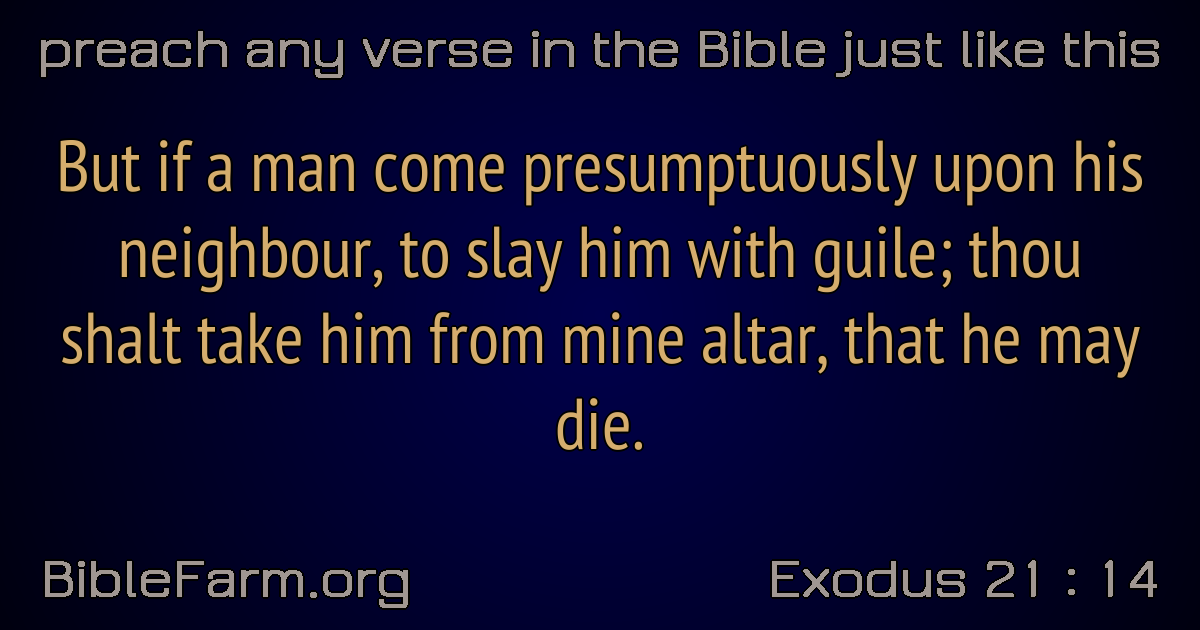 preach any verse in the Bible just like this
But if a man come presumptuously upon his
neighbour, to slay him with guile; thou
shalt take him from mine altar, that he may
die.
BibleFarm.org
Exodus 21 : 14